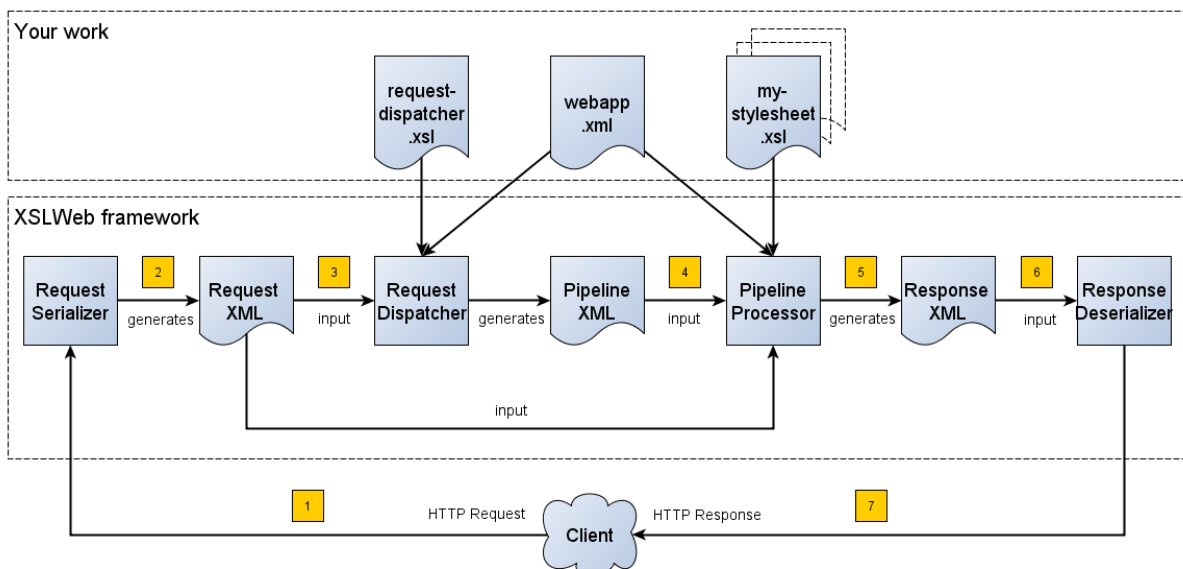 Your work
request-
dispatcher
.xsl
webapp
.xml
my-
stylesheet
.xsl
XSLWeb framework
2
3
4
5
6
Request
Serializer
generates
Request
XML
input
Request
Dispatcher
generates
Pipeline
XML
input
Pipeline
Processor
generates
Response
XML
input
Response
Deserializer
input
1
7
HTTP Request
Client
HTTP Response